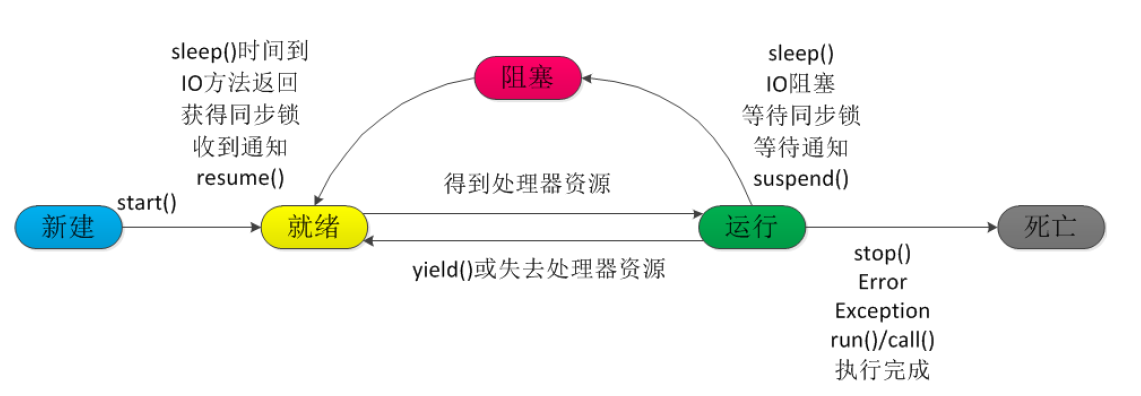 sleep()时间到
IO方法返回
获得同步锁
收到通知
resume()
阻塞
sleep()
IO阻塞
等待同步锁
等待通知
suspend()
新建
start()
就绪
得到处理器资源
yield()或失去处理器资源
运行
stop()
Error
Exception
run()/call()
执行完成
死亡